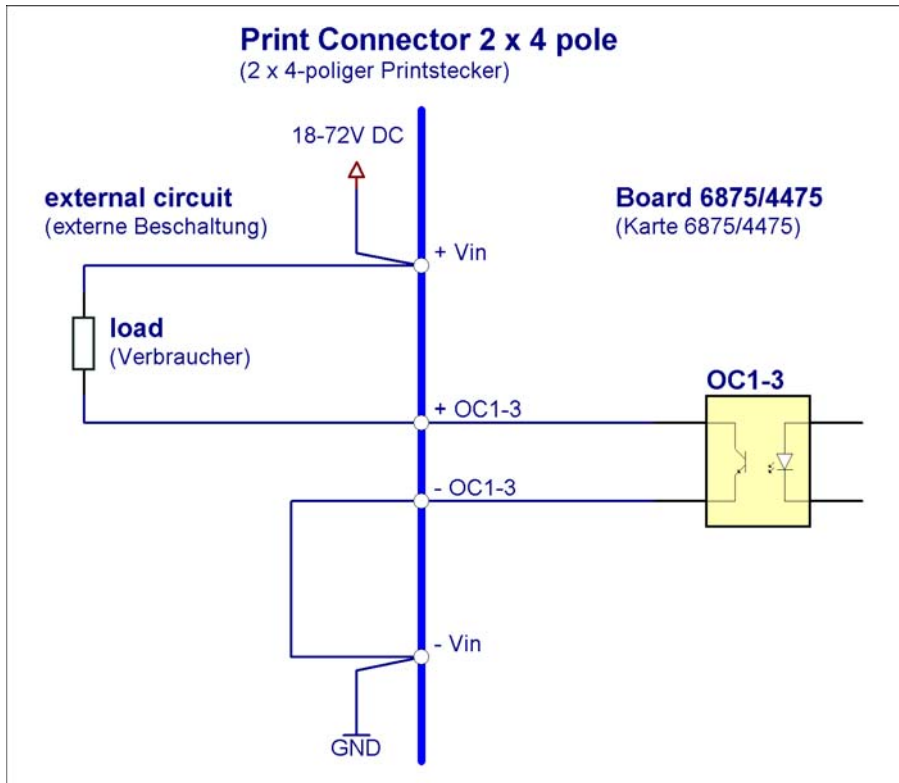 Print Connector 2 x 4 pole
(2 x 4-poliger Printstecker)
18-72V DC
external circuit
(externe Beschaltung)
Board 6875/4475
(Karte 6875/4475)
+ Vin
load
(Verbraucher)
OC1-3
+ OC1-3
- OC1-3
- Vin
GND